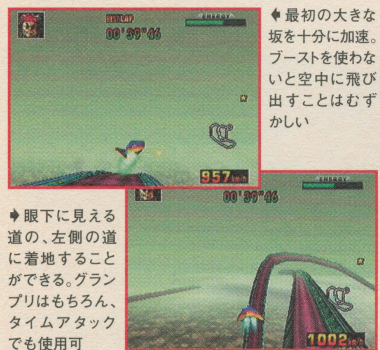 ←最初の大きな
坂を十分に加速。
ブーストを使わな
いと空中に飛び
出すことはむず
かしい
ENERGY
00'39"46
957km/h
→眼下に見える
道の、左側の道
に着地すること
ができる。グラン
プリはもちろん、
タイムアタック
でも使用可
ENERGY
00'39"46
1002km/h